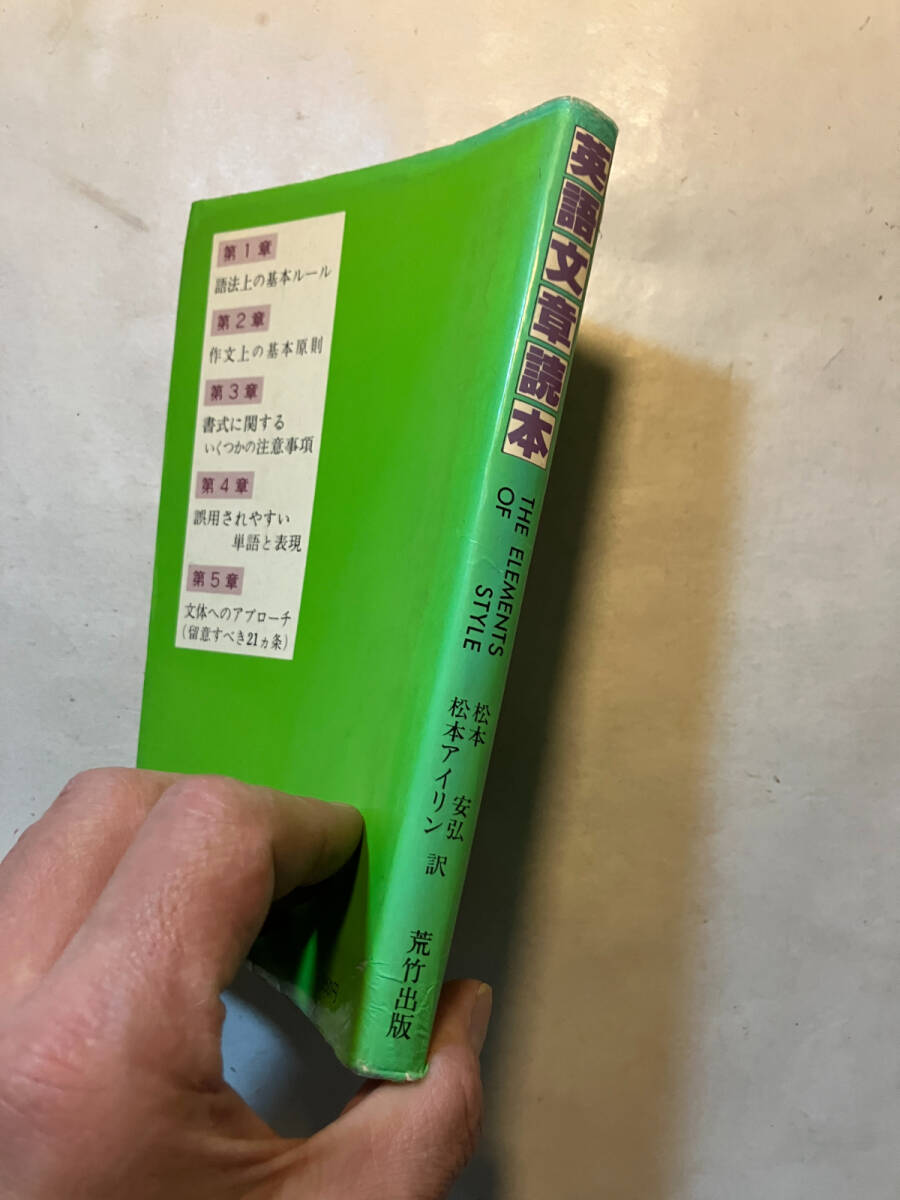 第1章
語法上の基本ルール
第2章
作文上の基本原則
第3章
書式に関する
いくつかの注意事項
第4章
誤用されやすい
単語と表現
第5章
文体へのアプローチ
(留意すべき21ヵ条)
英語文章読本
THE ELEMENTS
OF STYLE
松本 安弘
松本アイリン 訳
荒竹出版